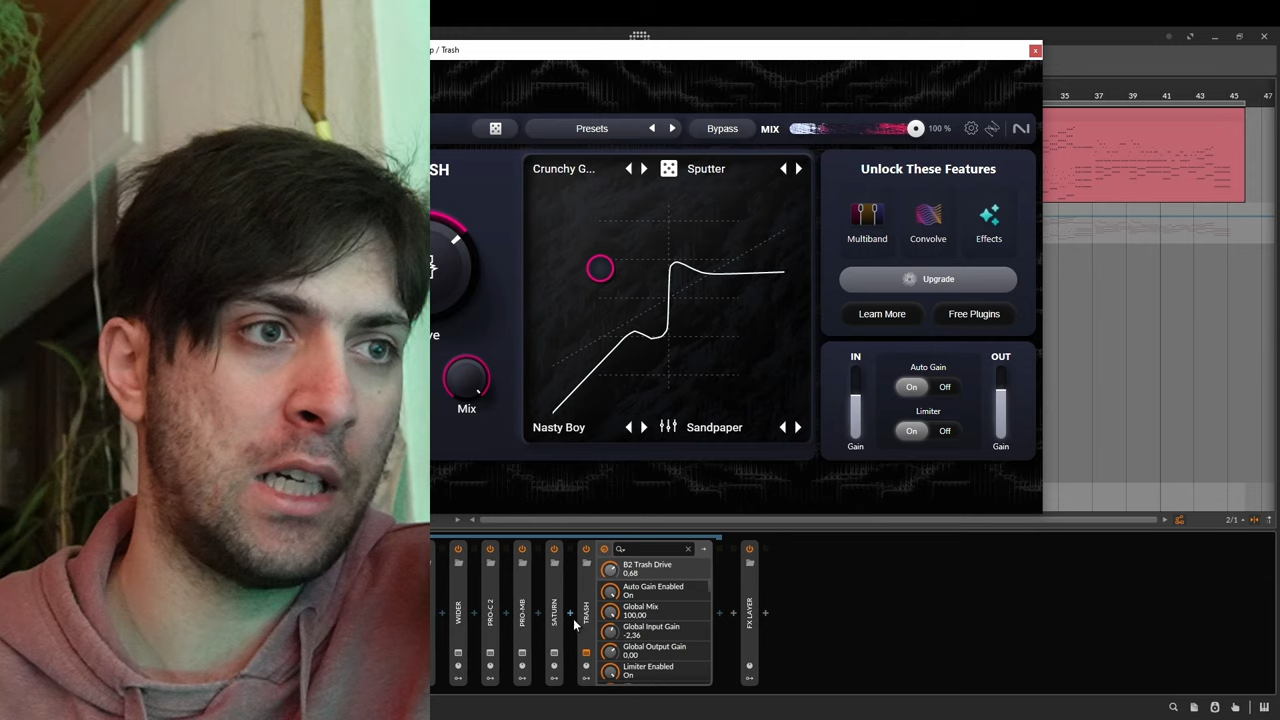 p / Trash
35 37 39 41 43 45 47
Presets
Bypass
MIX
100 %
SH
Crunchy G...
Sputter
Unlock These Features
Multiband
Convolve
Effects
Upgrade
Learn More
Free Plugins
ve
Mix
IN
Auto Gain
OUT
On
Off
Limiter
On
Off
Gain
Gain
Nasty Boy
Sandpaper
2/1
WIDER
PRO-C 2
PRO-MB
SATURN
TRASH
B2 Trash Drive
0,68
Auto Gain Enabled
On
Global Mix
100,00
Global Input Gain
-2,36
Global Output Gain
0,00
Limiter Enabled
On
FX LAYER